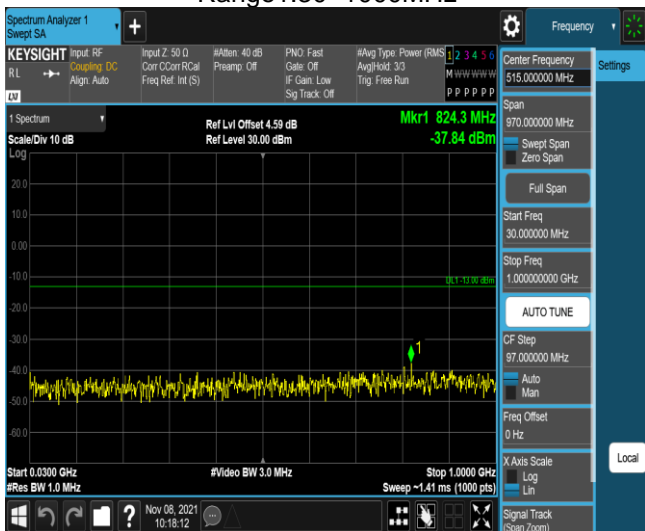 Spectrum Analyzer 1
Swept SA
+
Frequency
KEYSIGHT
RL
Input: RF
Coupling: DC
Align: Auto
Input Z: 50 Ω
Corr CCorr RCal
Freq Ref: Int (S)
#Atten: 40 dB
Preamp: Off
PNO: Fast
Gate: Off
IF Gain: Low
Sig Track: Off
#Avg Type: Power (RMS
Avg|Hold: 3/3
Trig: Free Run
1 2 3 4 5 6
M W W W W W
P P P P P P
1 Spectrum
Scale/Div 10 dB
Log
Ref Lvl Offset 4.59 dB
Ref Level 30.00 dBm
Mkr1 824.3 MHz
-37.84 dBm
20.0
10.0
0.00
-10.0
DL1 -13.00 dBm
-20.0
-30.0
-40.0
1
-50.0
-60.0
Start 0.0300 GHz
#Video BW 3.0 MHz
Stop 1.0000 GHz
#Res BW 1.0 MHz
Sweep ~1.41 ms (1000 pts)
Nov 08, 2021
10:18:12
Settings
Center Frequency
515.000000 MHz
Span
970.000000 MHz
Swept Span
Zero Span
Full Span
Start Freq
30.000000 MHz
Stop Freq
1.000000000 GHz
AUTO TUNE
CF Step
97.000000 MHz
Auto
Man
Freq Offset
0 Hz
X Axis Scale
Log
Lin
Signal Track
(Span Zoom)
Local